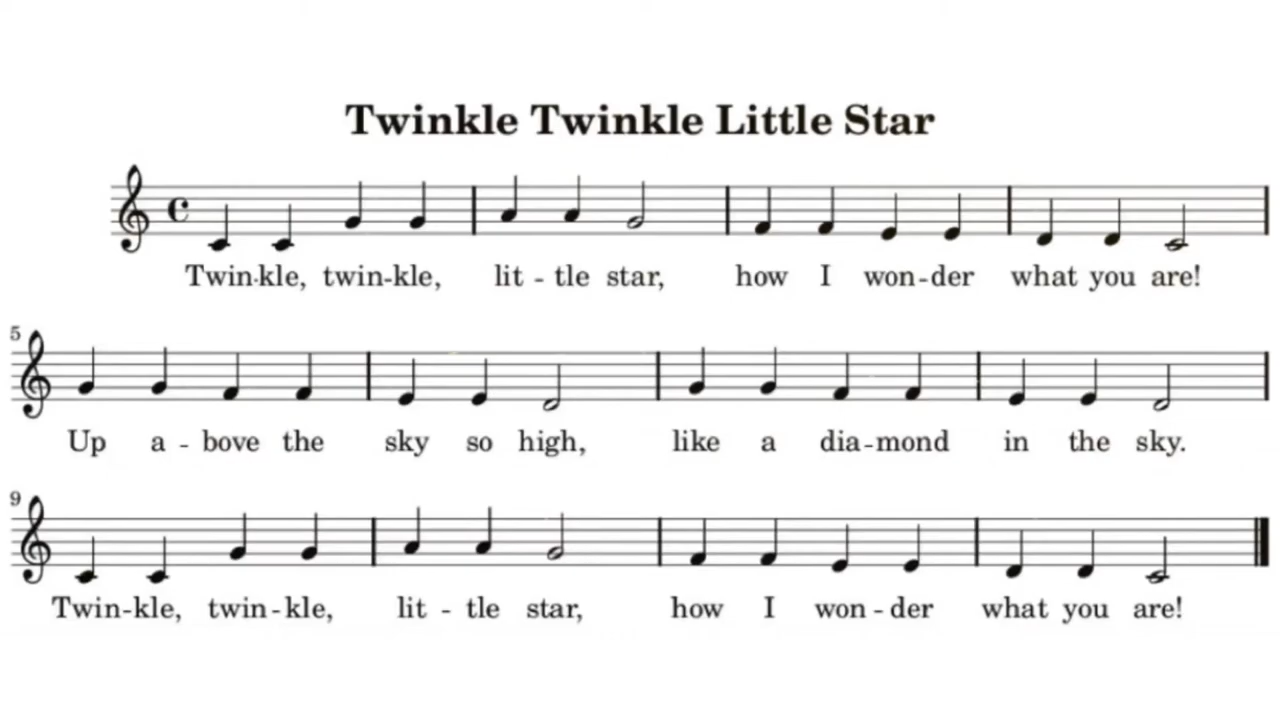 Twinkle Twinkle Little Star
Twin-kle, twin-kle, lit - tle star, how I won-der what you are!
5
Up a - bove the sky so high, like a dia-mond in the sky.
9
Twin-kle, twin-kle, lit - tle star, how I won-der what you are!